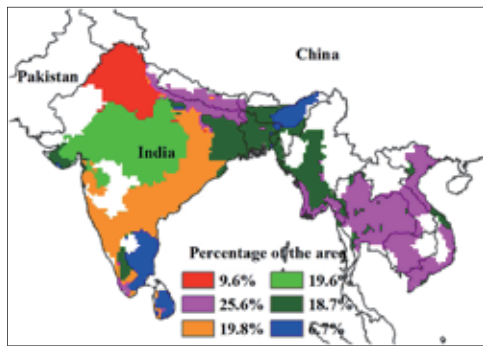 China
Pakistan
India
Percentage of the area
9.6% 19.6%
25.6% 18.7%
19.8% 6.7%